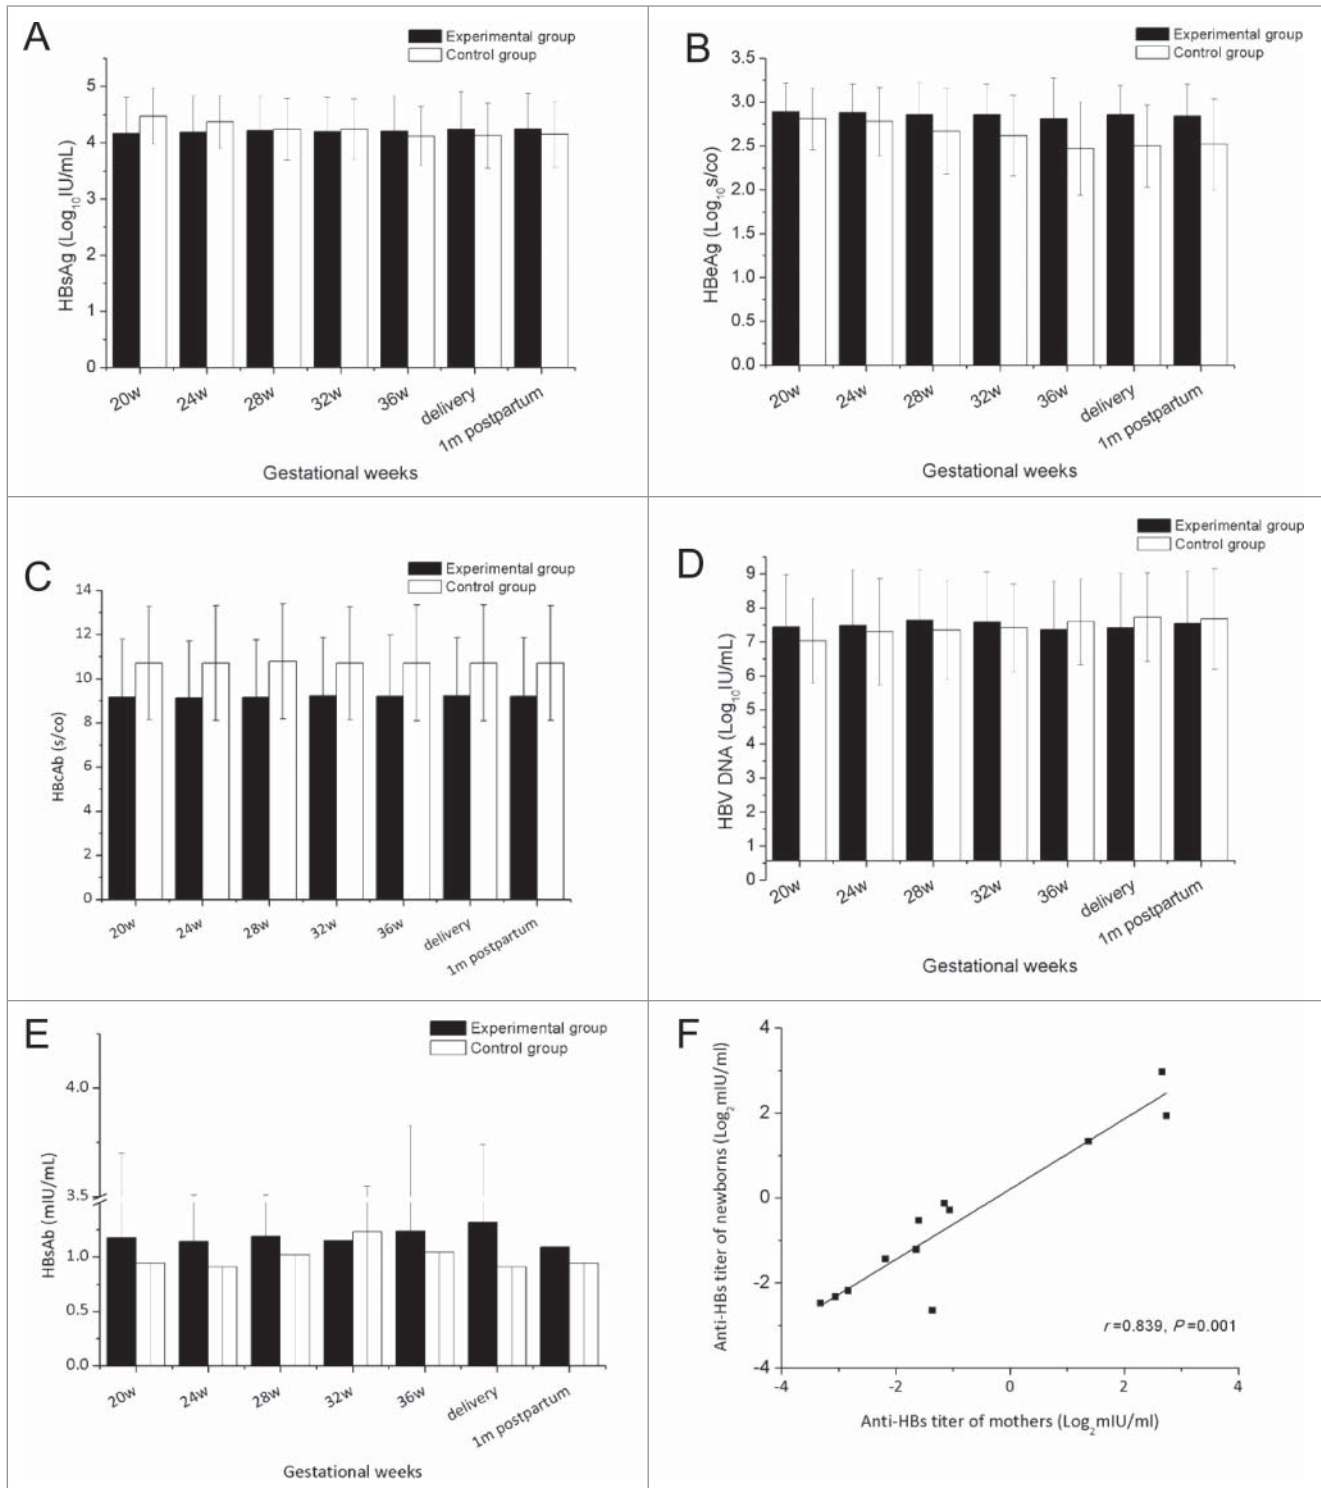 A
Experimental group
Control group
HBsAg (Log10IU/mL)
5
4
3
2
1
0
20w 24w 28w 32w 36w delivery 1m postpartum
Gestational weeks
B
Experimental group
Control group
HBeAg (Log10s/co)
3.5
3.0
2.5
2.0
1.5
1.0
0.5
0.0
20w 24w 28w 32w 36w delivery 1m postpartum
Gestational weeks
C
Experimental group
Control group
HBcAb (s/co)
14
12
10
8
6
4
2
0
20w 24w 28w 32w 36w delivery 1m postpartum
D
Experimental group
Control group
HBV DNA (Log10IU/mL)
9
8
7
6
5
4
3
2
1
0
20w 24w 28w 32w 36w delivery 1m postpartum
Gestational weeks
E
Experimental group
Control group
HBsAb (mIU/mL)
4.0
3.5
1.0
0.5
0.0
20w 24w 28w 32w 36w delivery 1m postpartum
Gestational weeks
F
Anti-HBs titer of newborns (Log2mIU/ml)
4
2
0
-2
-4
r=0.839, P=0.001
-4 -2 0 2 4
Anti-HBs titer of mothers (Log2mIU/ml)